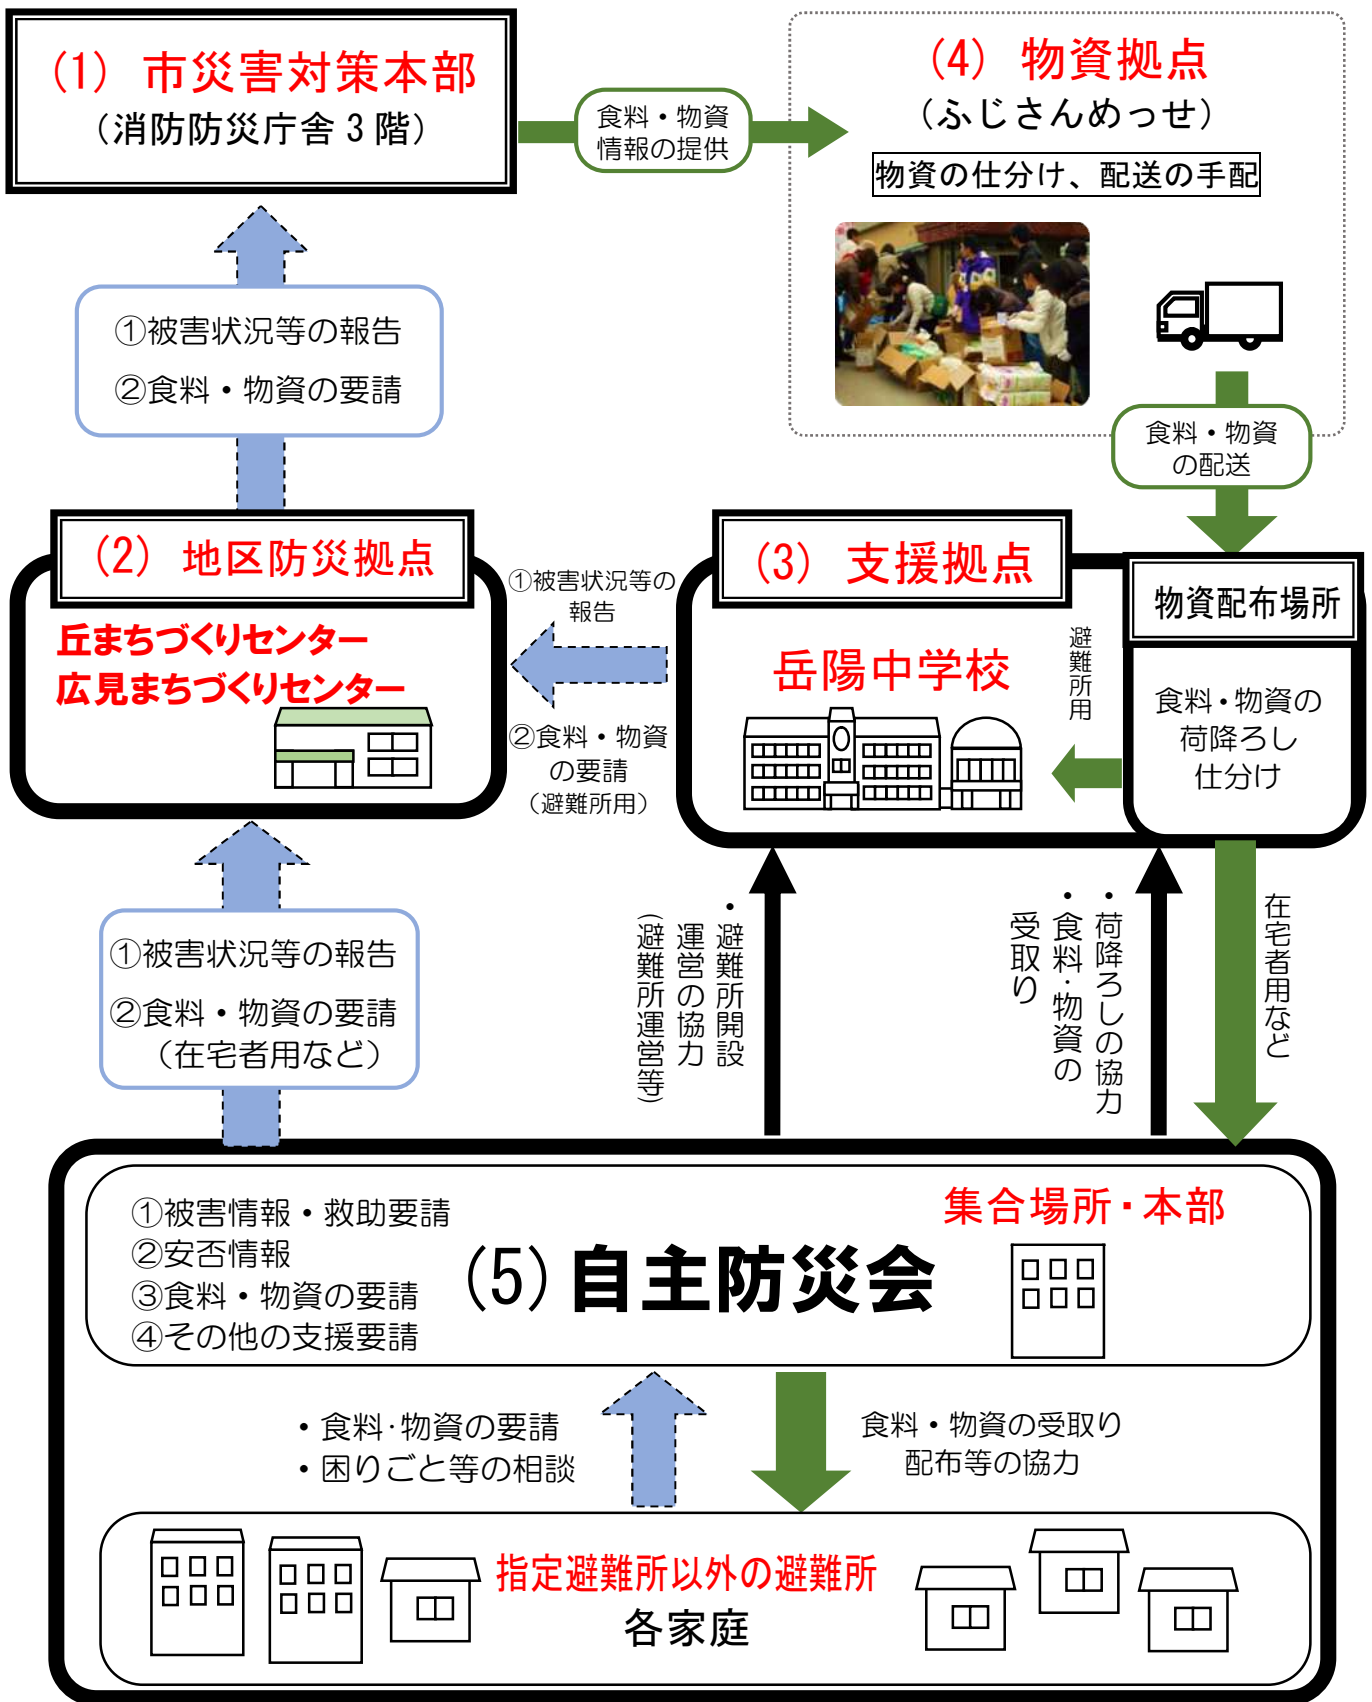 (1) 市災害対策本部
（消防防災庁舎３階）
食料・物資
情報の提供
(4) 物資拠点
（ふじさんめっせ）
物資の仕分け、配送の手配
①被害状況等の報告
②食料・物資の要請
食料・物資
の配送
(2) 地区防災拠点
丘まちづくりセンター
広見まちづくりセンター
①被害状況等の
報告
②食料・物資
の要請
（避難所用）
(3) 支援拠点
岳陽中学校
避難所用
物資配布場所
食料・物資の
荷降ろし
仕分け
①被害状況等の報告
②食料・物資の要請
（在宅者用など）
・避難所開設
運営の協力
（避難所運営等）
・荷降ろしの協力
・食料・物資の
受取り
在宅者用など
①被害情報・救助要請
②安否情報
③食料・物資の要請
④その他の支援要請
(5)自主防災会
集合場所・本部
・食料・物資の要請
・困りごと等の相談
食料・物資の受取り
配布等の協力
指定避難所以外の避難所
各家庭